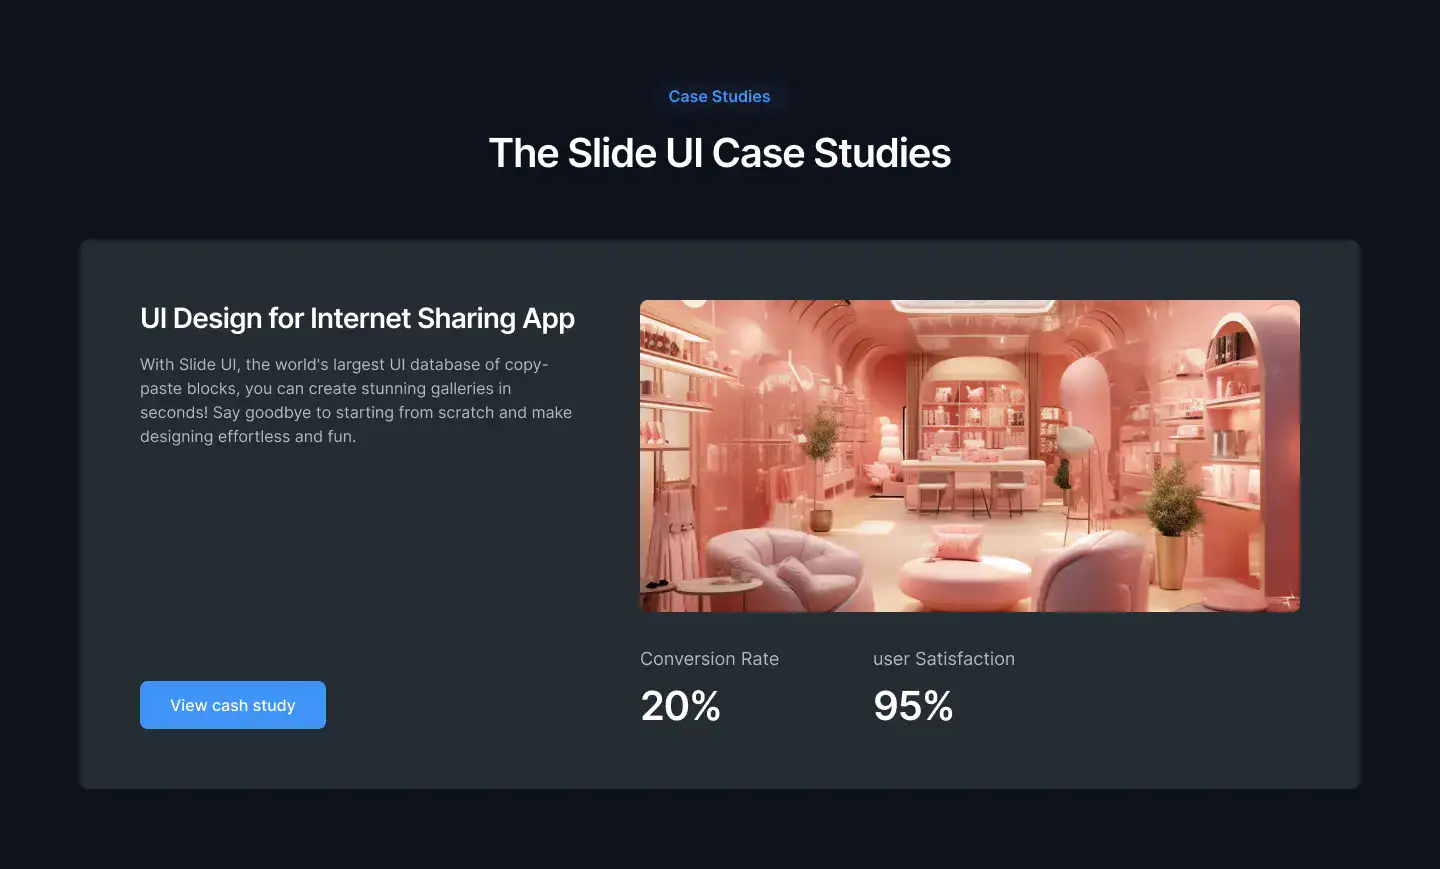 Case Studies
The Slide UI Case Studies
UI Design for Internet Sharing App
With Slide UI, the world's largest UI database of copy-
paste blocks, you can create stunning galleries in
seconds! Say goodbye to starting from scratch and make
designing effortless and fun.
View cash study
Conversion Rate
20%
user Satisfaction
95%